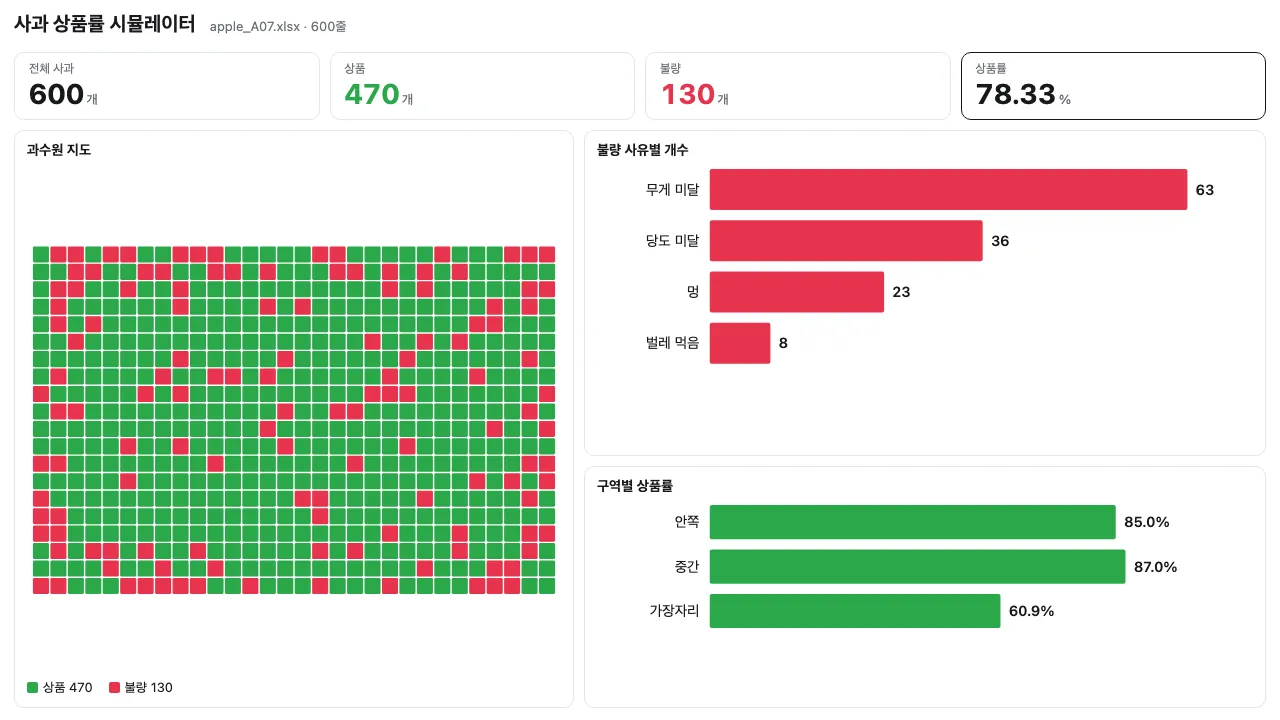 사과 상품률 시뮬레이터 apple_A07.xlsx · 600줄
전체 사과
600개
상품
470개
불량
130개
상품률
78.33%
과수원 지도
상품 470 불량 130
불량 사유별 개수
무게 미달 63
당도 미달 36
멍 23
벌레 먹음 8
구역별 상품률
안쪽 85.0%
중간 87.0%
가장자리 60.9%